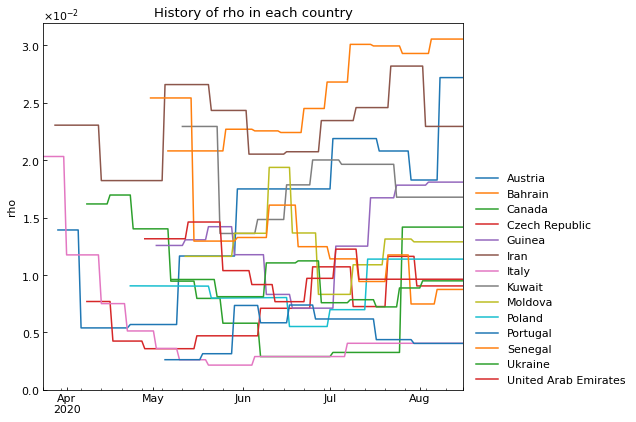 History of rho in each country
×10⁻²
3.0
2.5
2.0
1.5
1.0
0.5
0.0
rho
Apr
2020
May
Jun
Jul
Aug
Austria
Bahrain
Canada
Czech Republic
Guinea
Iran
Italy
Kuwait
Moldova
Poland
Portugal
Senegal
Ukraine
United Arab Emirates